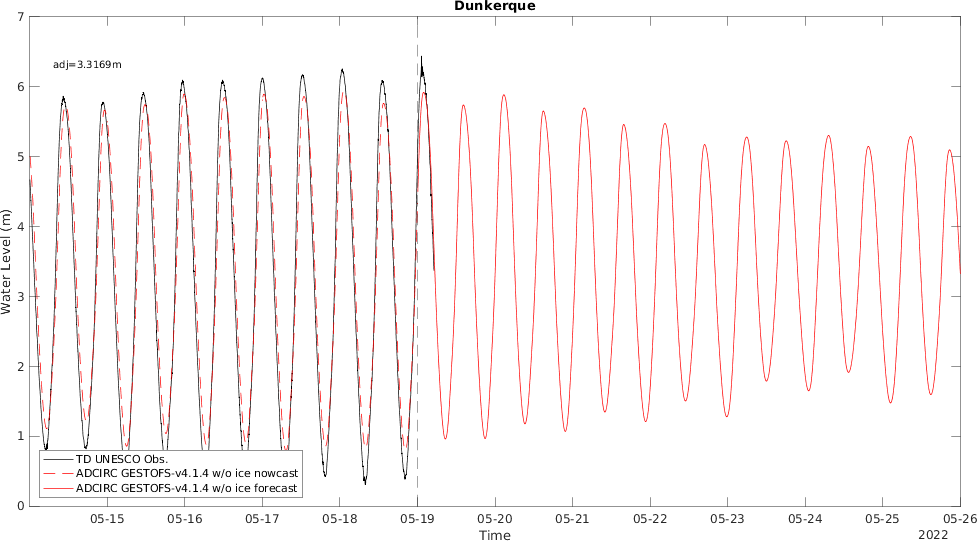 Dunkerque
7
6
5
4
3
2
1
0
Water Level (m)
adj=3.3169m
TD UNESCO Obs.
ADCIRC GESTOFS-v4.1.4 w/o ice nowcast
ADCIRC GESTOFS-v4.1.4 w/o ice forecast
05-15 05-16 05-17 05-18 05-19 05-20 05-21 05-22 05-23 05-24 05-25 05-26
Time
2022